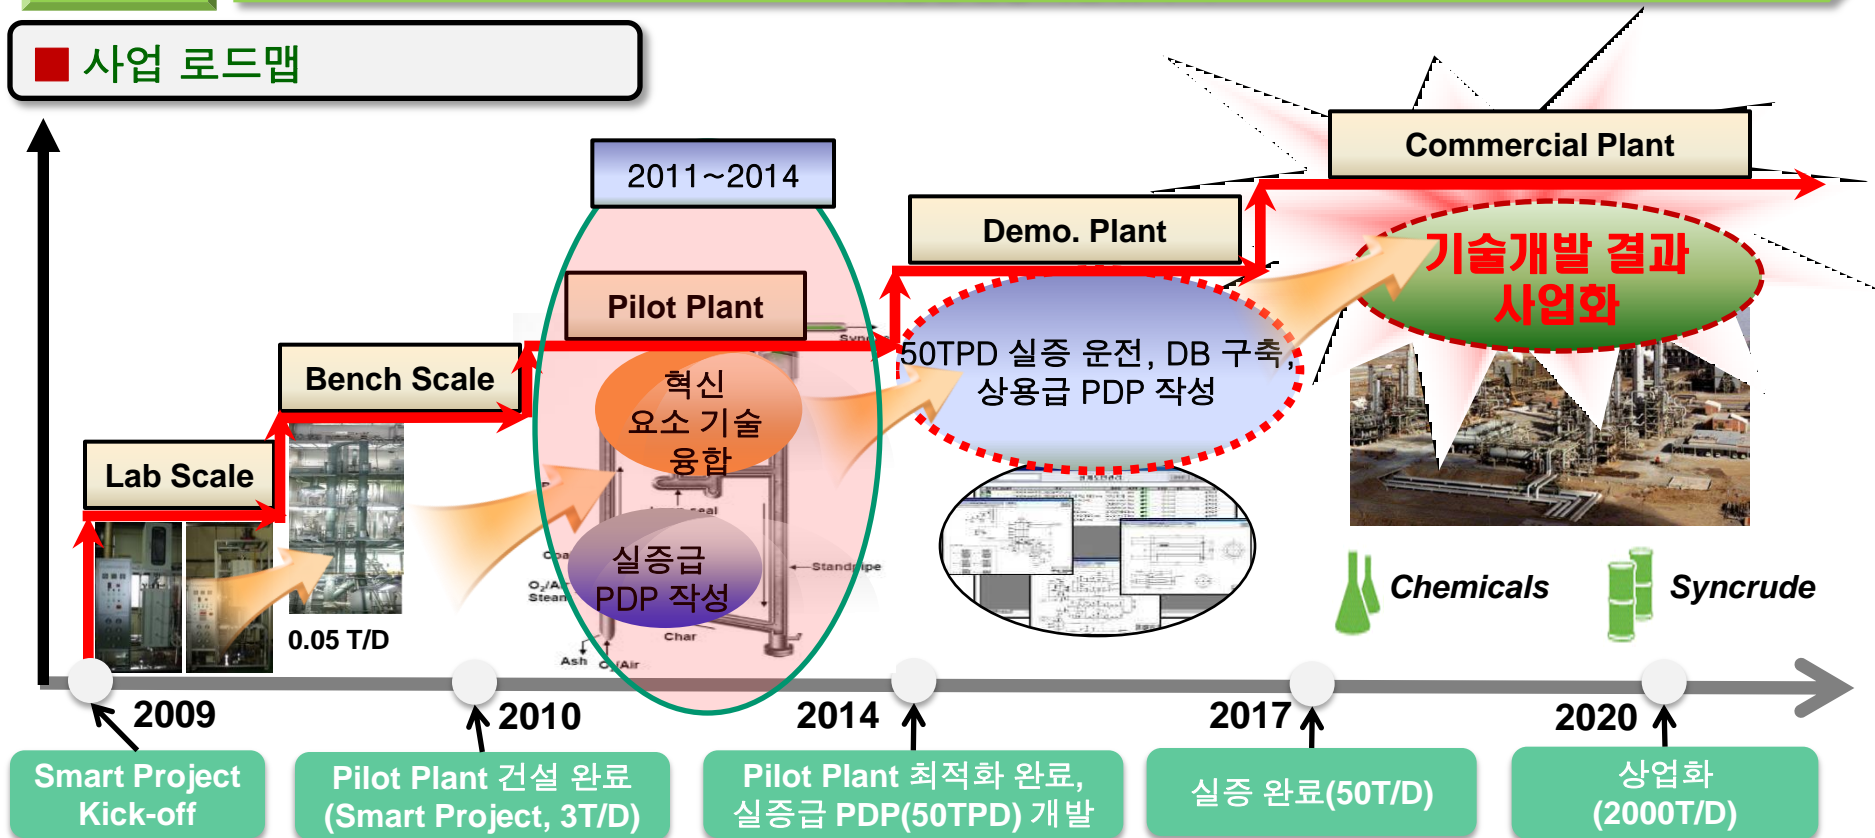 ■ 사업 로드맵
2011~2014
Commercial Plant
Demo. Plant
Pilot Plant
Bench Scale
Lab Scale
기술개발 결과
사업화
50TPD 실증 운전, DB 구축,
상용급 PDP 작성
혁신
요소 기술
융합
실증급
PDP 작성
Standpipe
O₂/Air
Steam
Char
Ash
O₂/Air
0.05 T/D
Chemicals
Syncrude
2009
2010
2014
2017
2020
Smart Project
Kick-off
Pilot Plant 건설 완료
(Smart Project, 3T/D)
Pilot Plant 최적화 완료,
실증급 PDP(50TPD) 개발
실증 완료(50T/D)
상업화
(2000T/D)